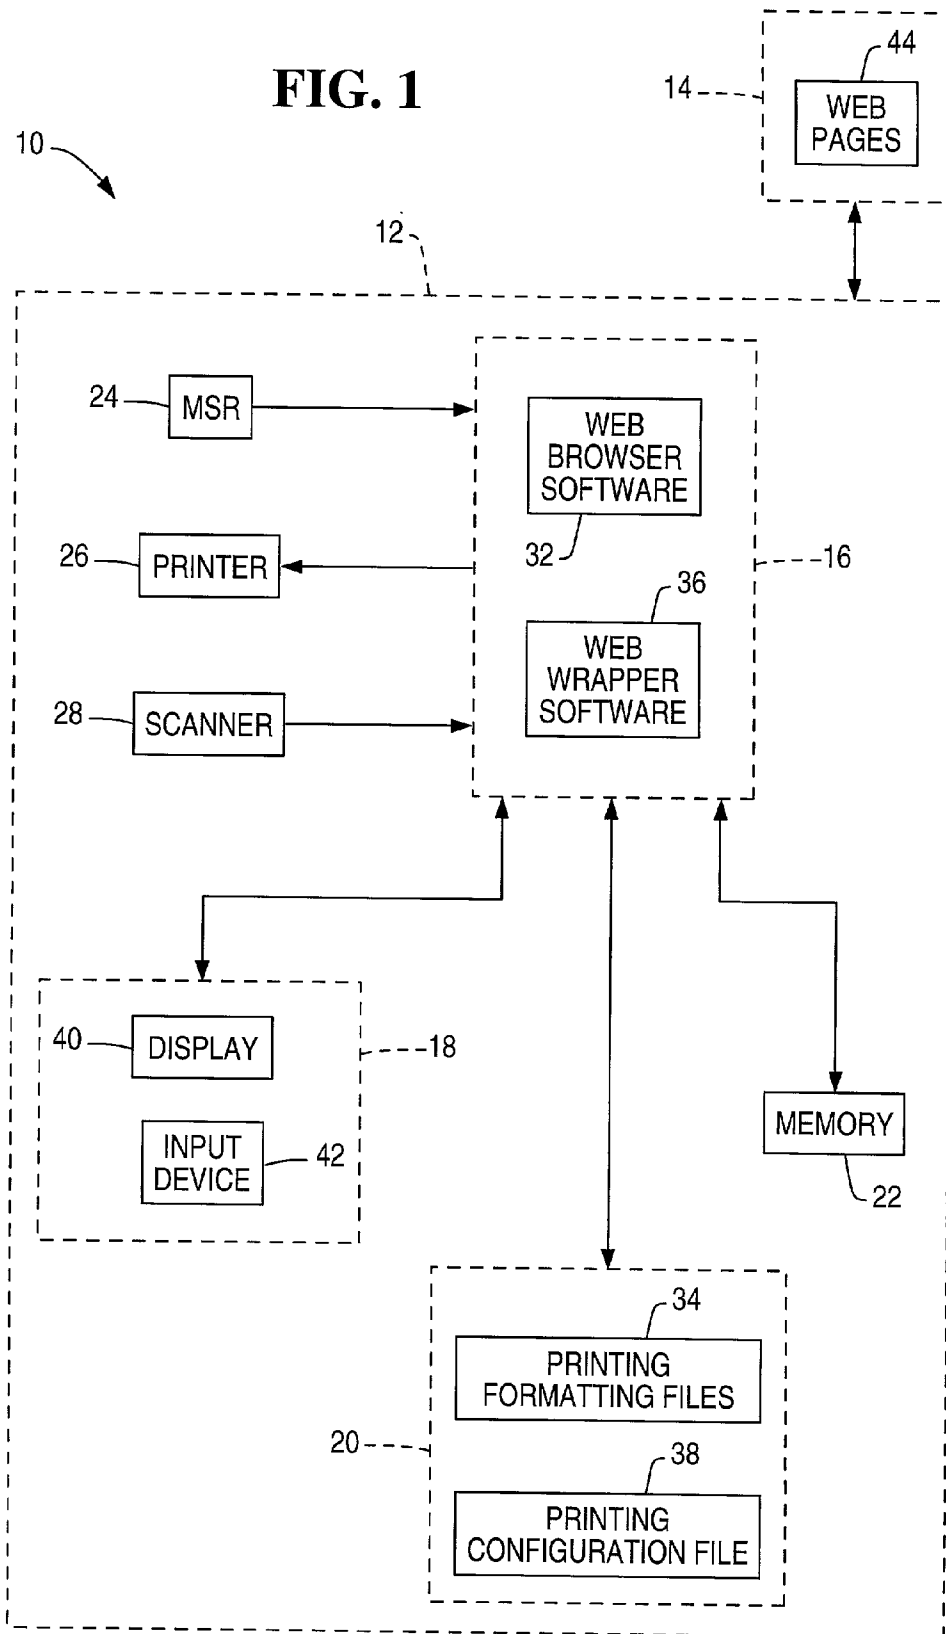 FIG. 1
44
14
WEB
PAGES
10
12
24
MSR
WEB
BROWSER
SOFTWARE
32
26
PRINTER
16
36
WEB
WRAPPER
SOFTWARE
28
SCANNER
40
DISPLAY
18
INPUT
DEVICE
42
MEMORY
22
34
PRINTING
FORMATTING FILES
20
38
PRINTING
CONFIGURATION FILE